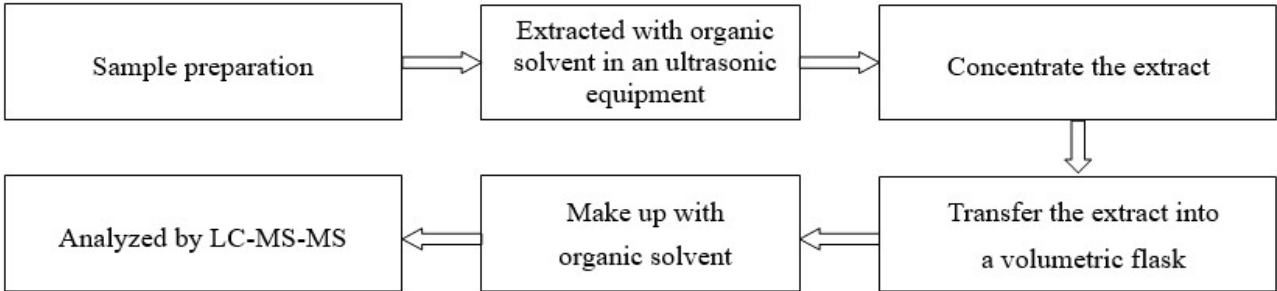 Sample preparation
Extracted with organic
solvent in an ultrasonic
equipment
Concentrate the extract
Transfer the extract into
a volumetric flask
Make up with
organic solvent
Analyzed by LC-MS-MS